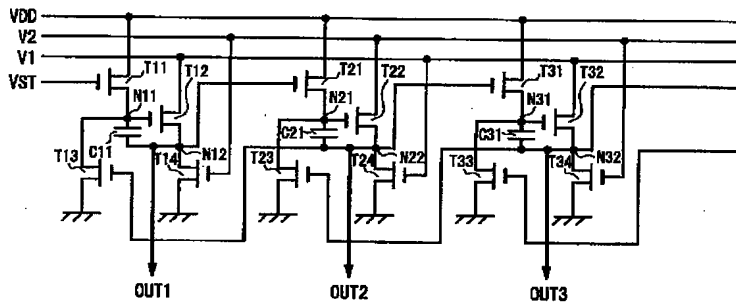 VDD
V2
V1
VST
T11 T12 T21 T22 T31 T32
N11 N21 N31
C11 C21 C31
T13 T14 N12 T23 T24 N22 T33 T34 N32
OUT1 OUT2 OUT3